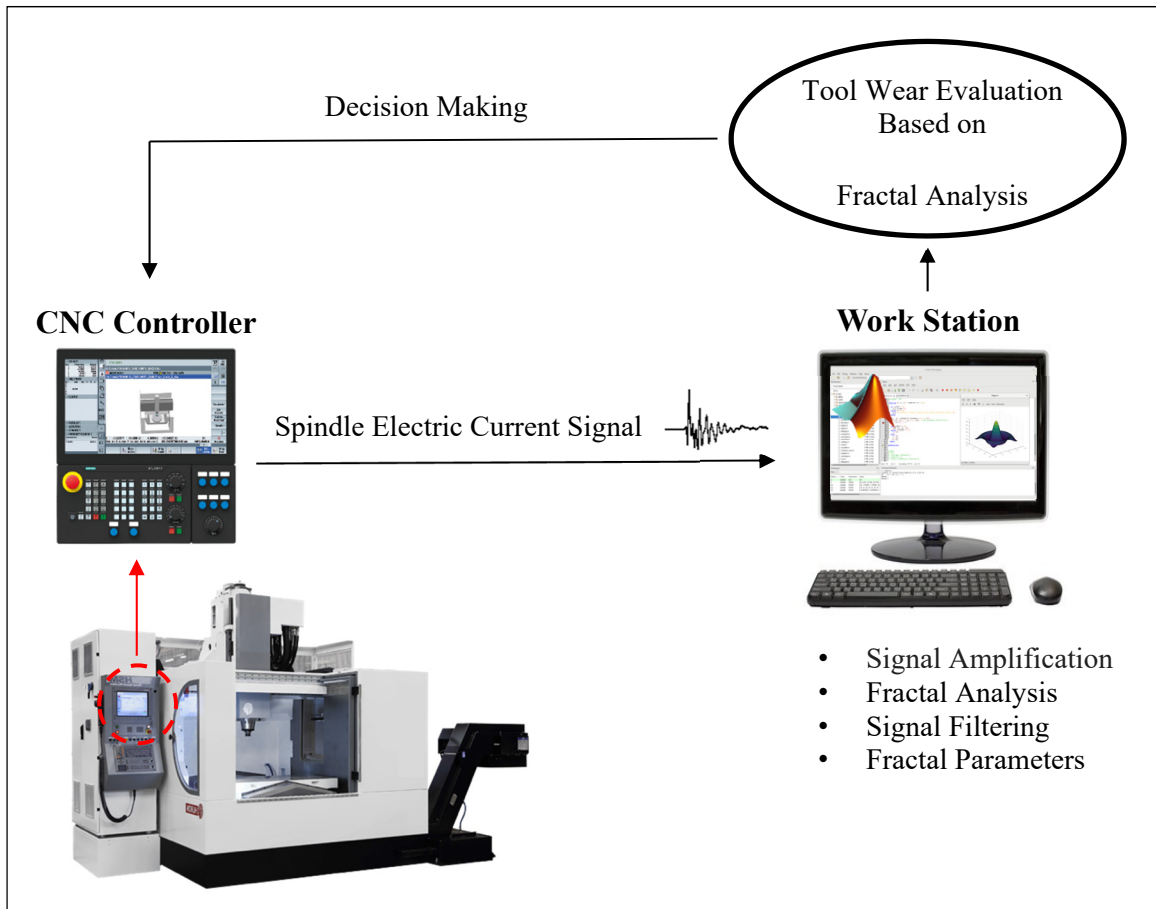 Tool Wear Evaluation
Based on
Fractal Analysis
Decision Making
CNC Controller
Work Station
Spindle Electric Current Signal
• Signal Amplification
• Fractal Analysis
• Signal Filtering
• Fractal Parameters